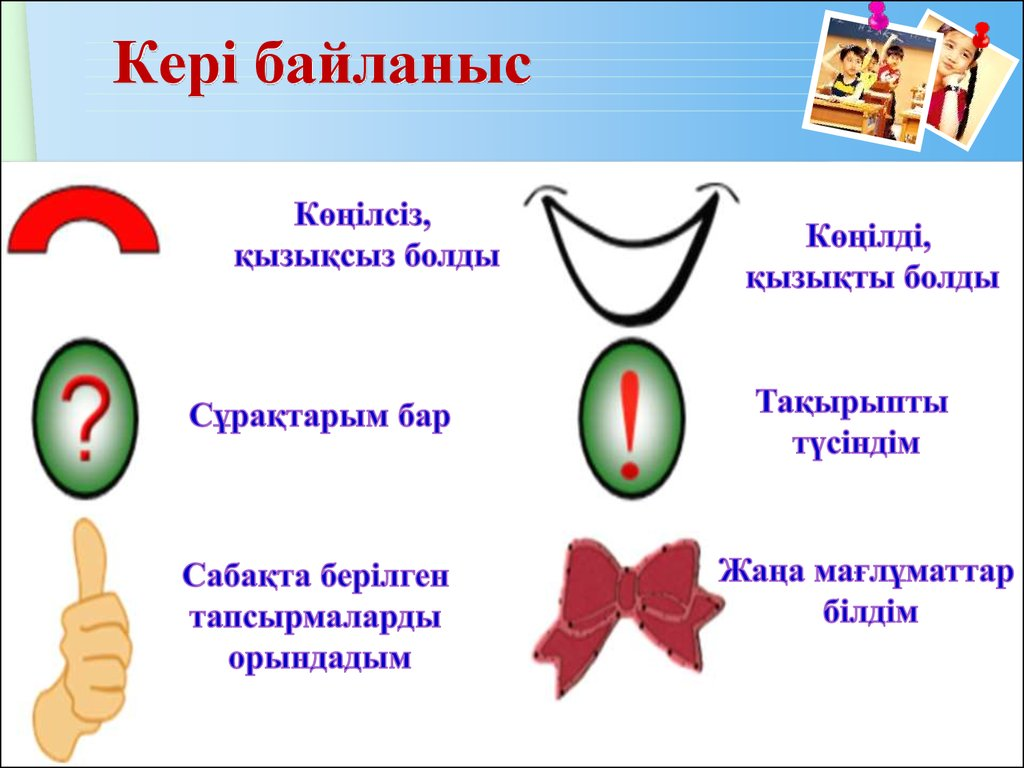 Кері байланыс
Көңілсіз,
қызықсыз болды
Көңілді,
қызықты болды
?
Сұрақтарым бар
!
Тақырыпты
түсіндім
Сабақта берілген
тапсырмаларды
орындадым
Жаңа мағлұматтар
білдім